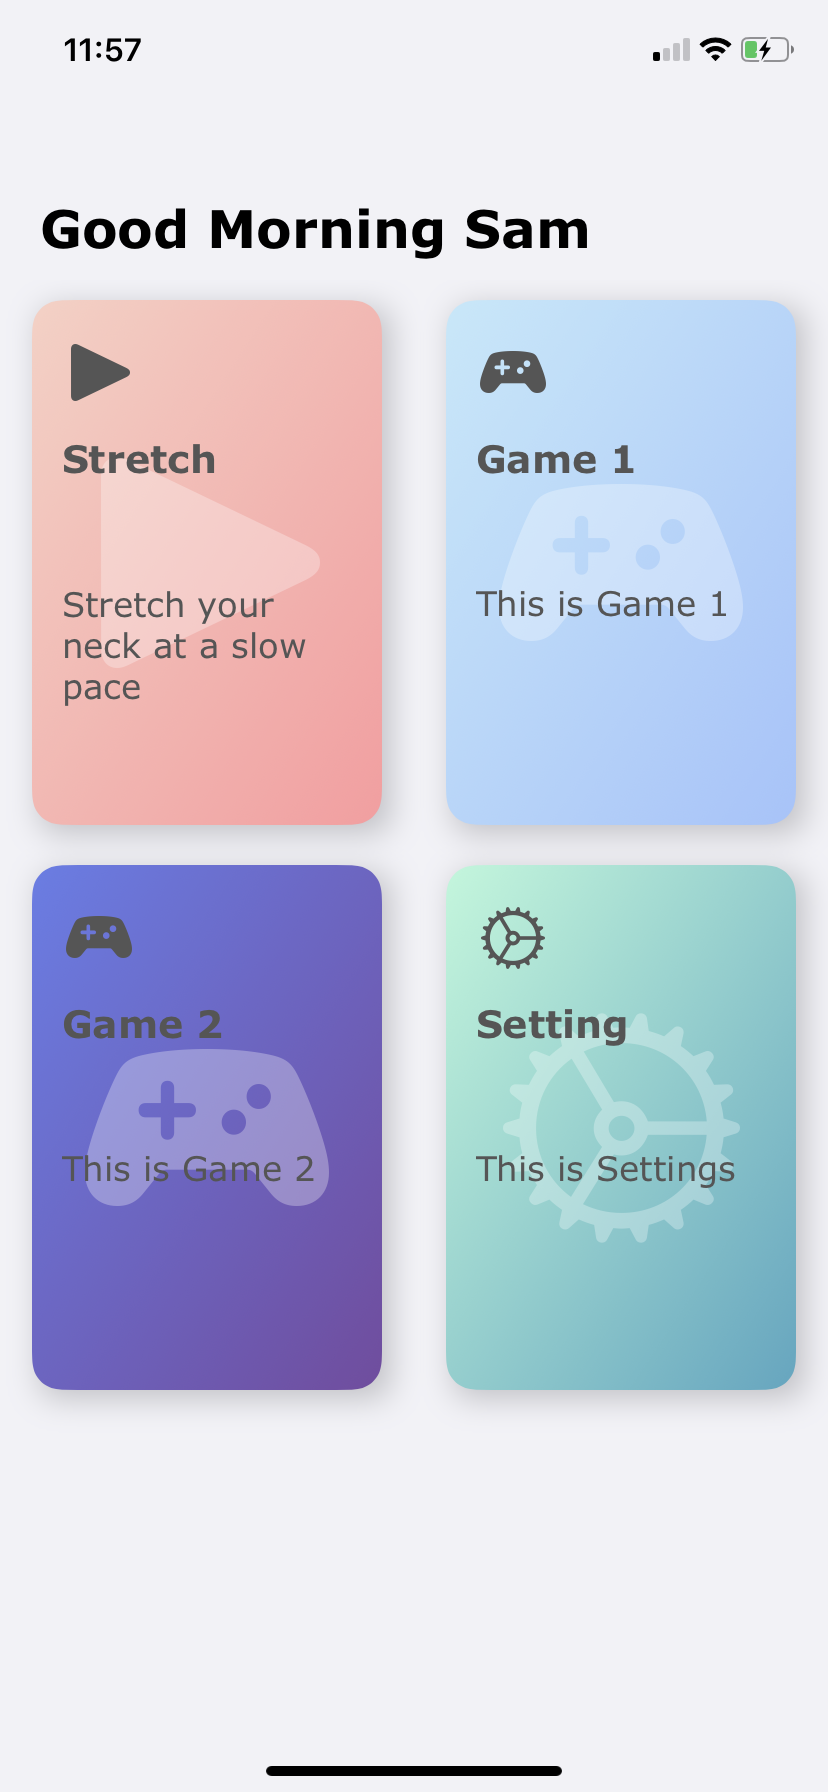 11:57
Good Morning Sam
Stretch
Stretch your
neck at a slow
pace
Game 1
This is Game 1
Game 2
This is Game 2
Setting
This is Settings